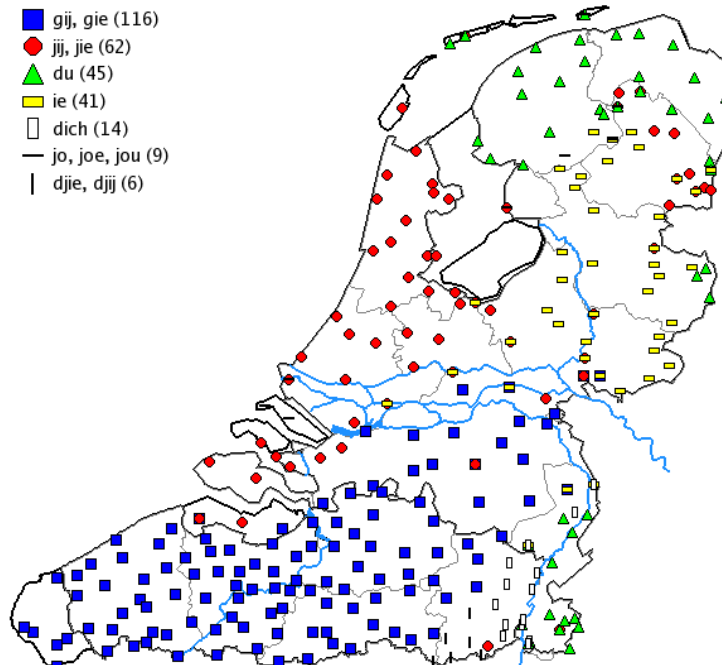 gij, gie (116)
jij, jie (62)
du (45)
ie (41)
dich (14)
jo, joe, jou (9)
djie, djij (6)